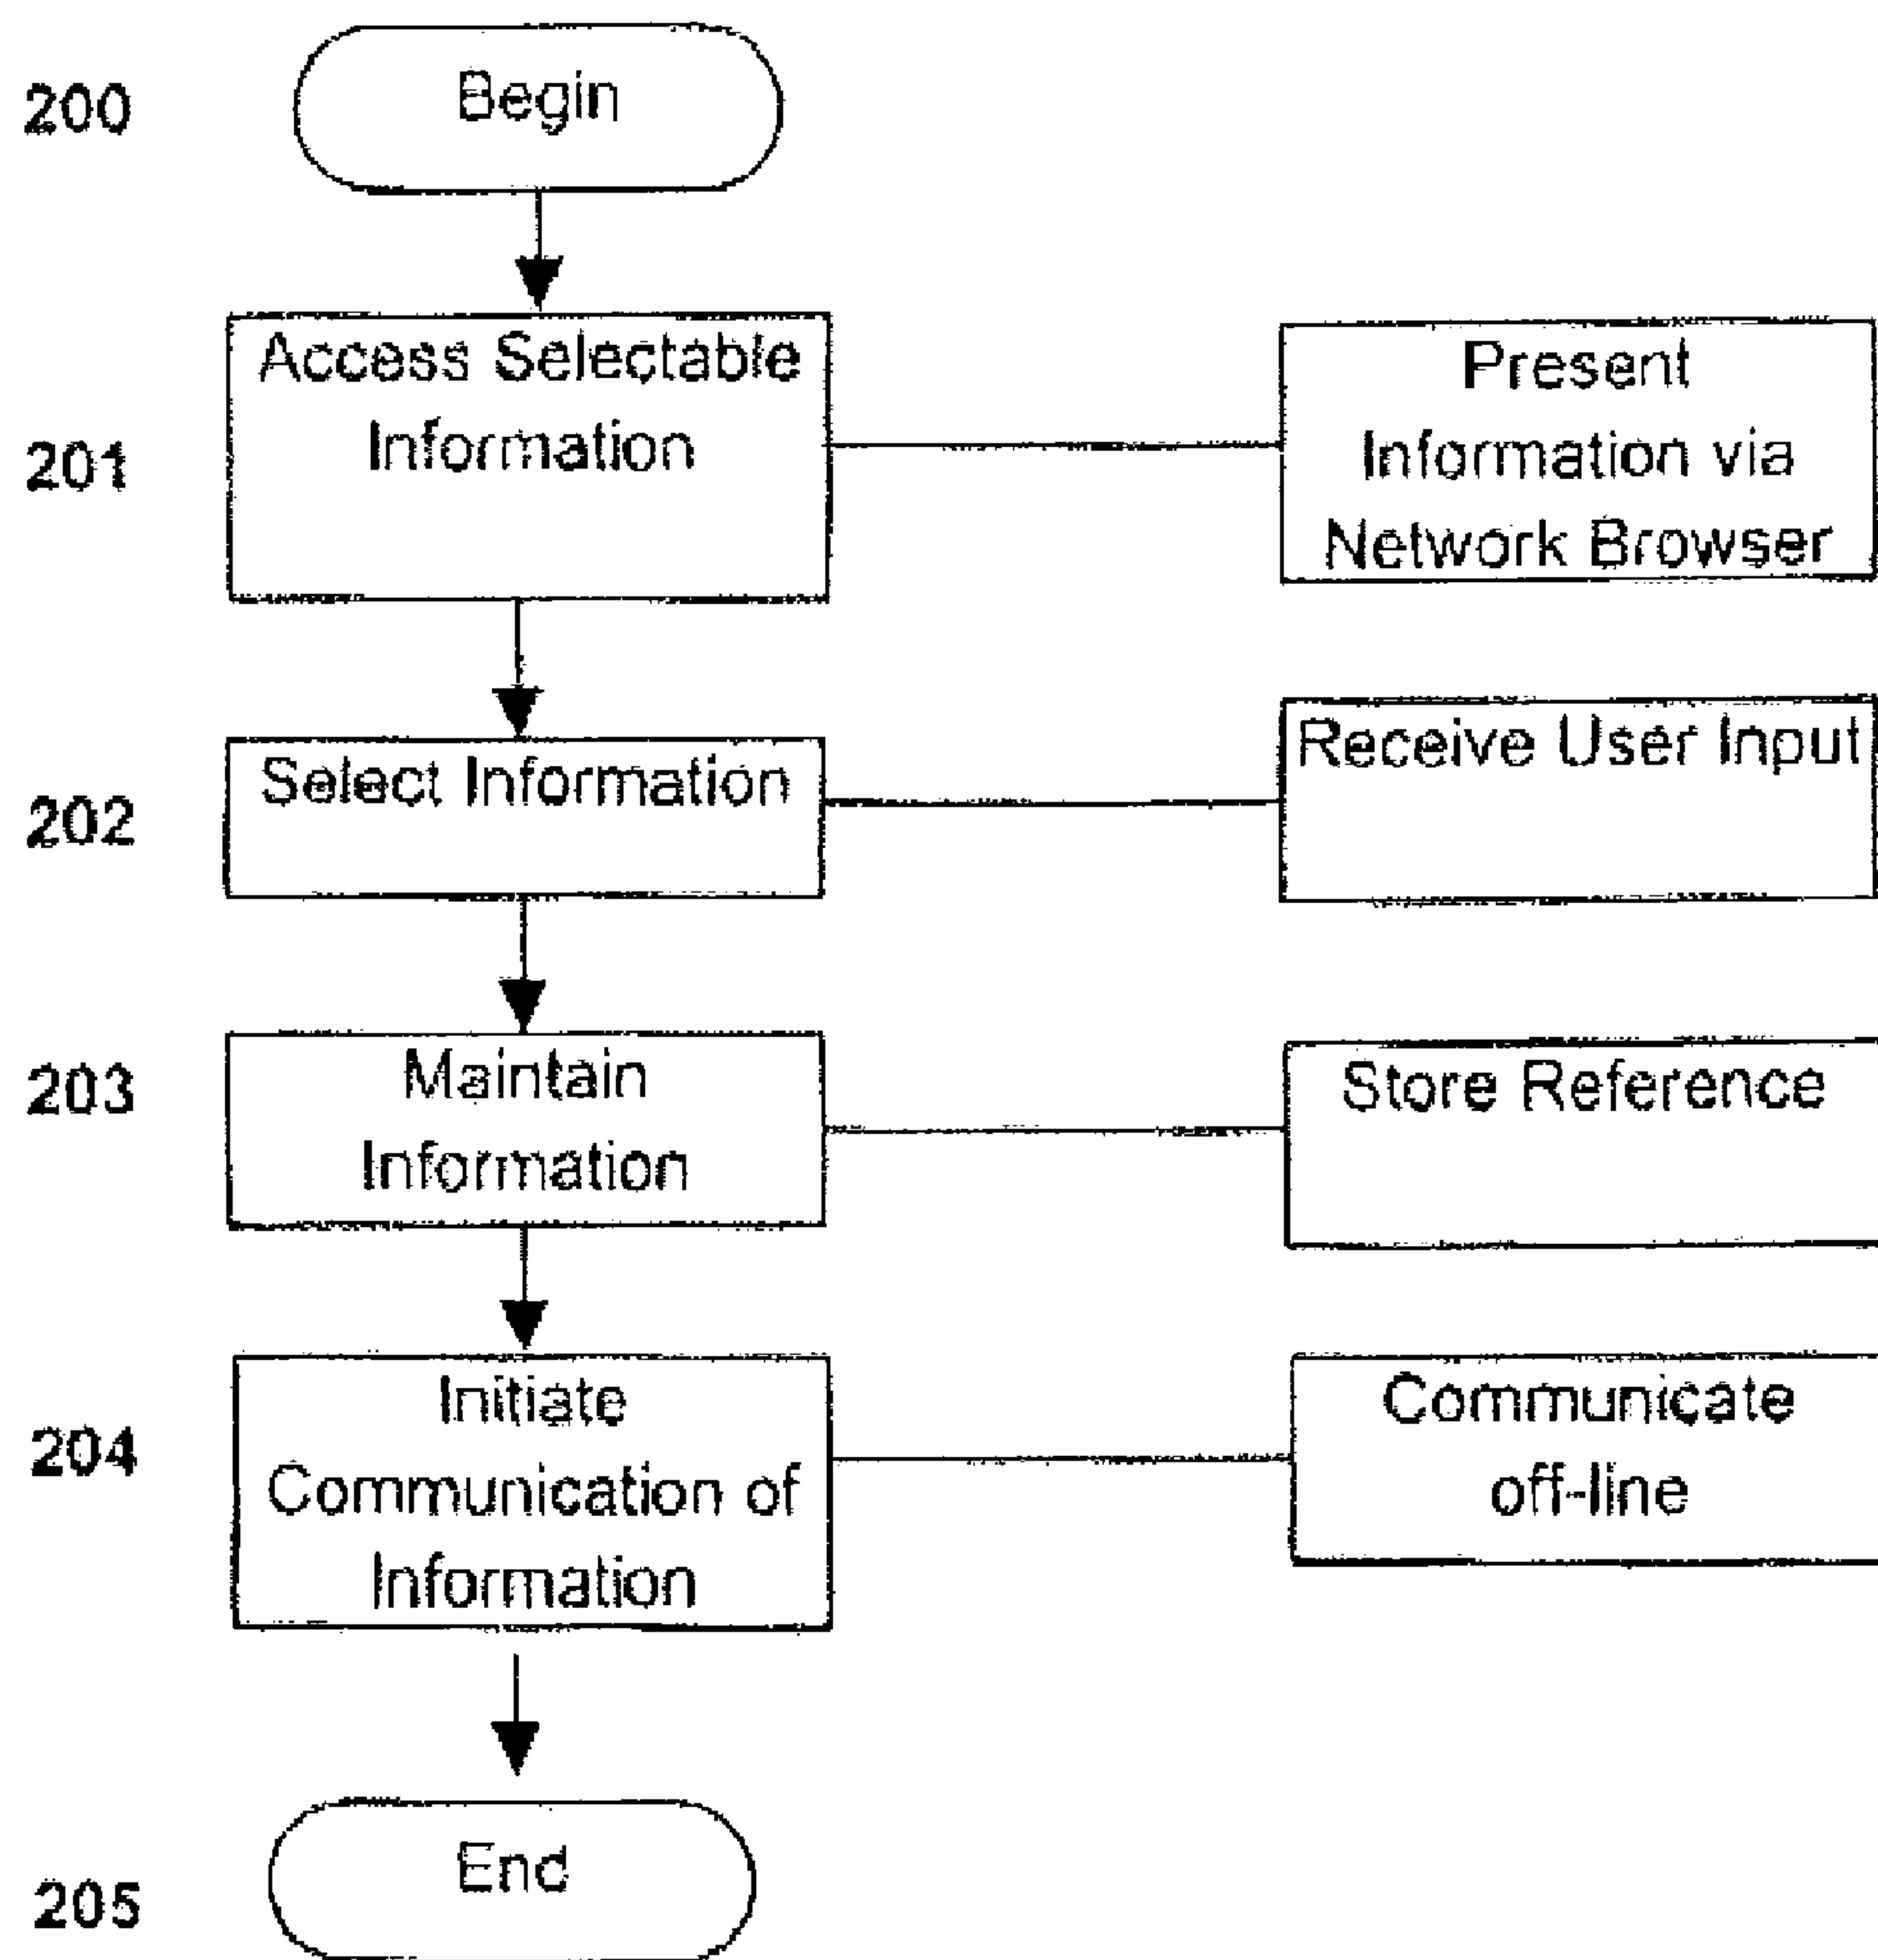 200
Begin
201
Access Selectable
Information
Present
Information via
Network Browser
202
Select Information
Receive User Input
203
Maintain
Information
Store Reference
204
Initiate
Communication of
Information
Communicate
off-line
205
End